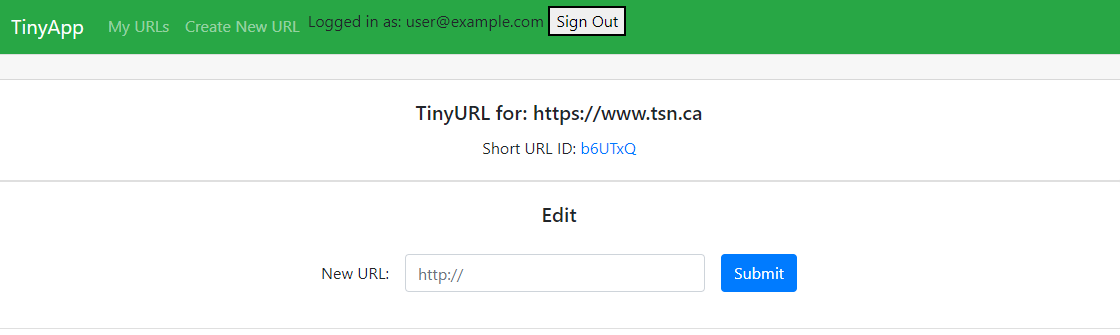 TinyApp My URLs Create New URL Logged in as: user@example.com Sign Out
TinyURL for: https://www.tsn.ca
Short URL ID: b6UTxQ
Edit
New URL: http:// Submit